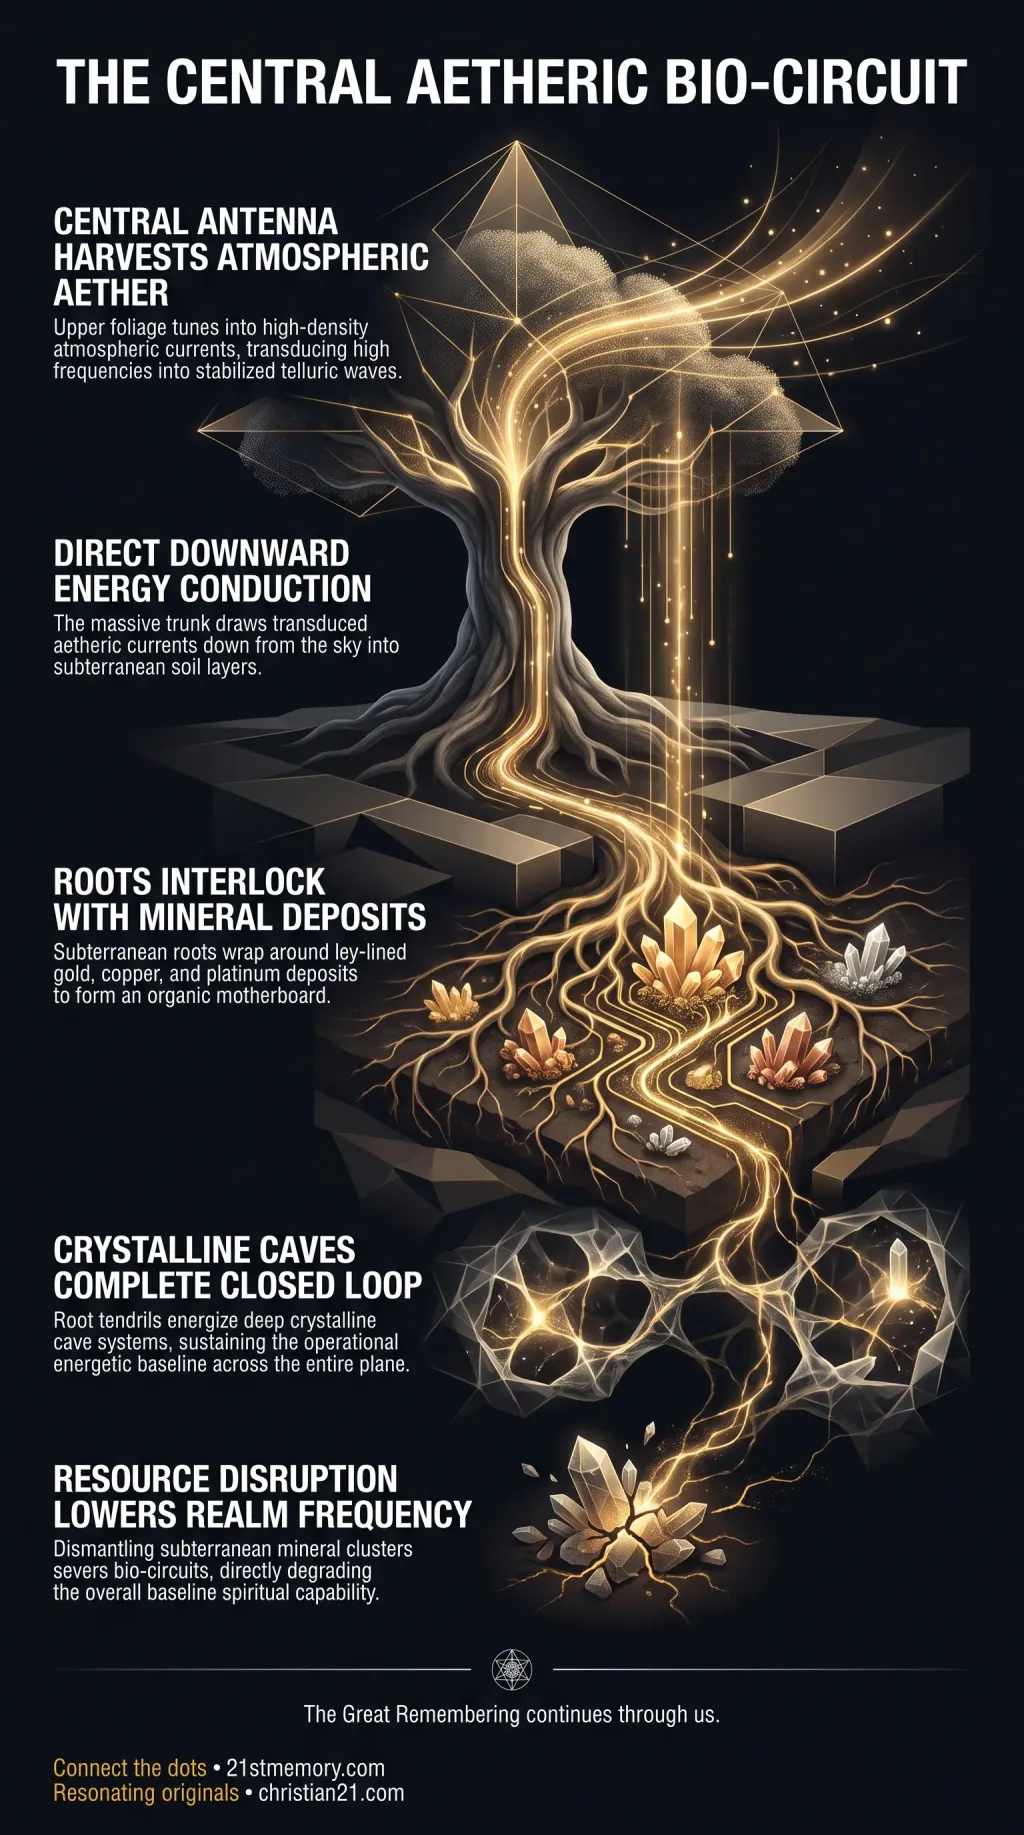 THE CENTRAL AETHERIC BIO-CIRCUIT
CENTRAL ANTENNA
HARVESTS ATMOSPHERIC
AETHER
Upper foliage tunes into high-density
atmospheric currents, transducing high
frequencies into stabilized telluric waves.
DIRECT DOWNWARD
ENERGY CONDUCTION
The massive trunk draws transduced
aetheric currents down from the sky into
subterranean soil layers.
ROOTS INTERLOCK
WITH MINERAL DEPOSITS
Subterranean roots wrap around ley-lined
gold, copper, and platinum deposits
to form an organic motherboard.
CRYSTALLINE CAVES
COMPLETE CLOSED LOOP
Root tendrils energize deep crystalline
cave systems, sustaining the operational
energetic baseline across the entire plane.
RESOURCE DISRUPTION
LOWERS REALM FREQUENCY
Dismantling subterranean mineral clusters
severs bio-circuits, directly degrading
the overall baseline spiritual capability.
The Great Remembering continues through us.
Connect the dots • 21stmemory.com
Resonating originals • christian21.com